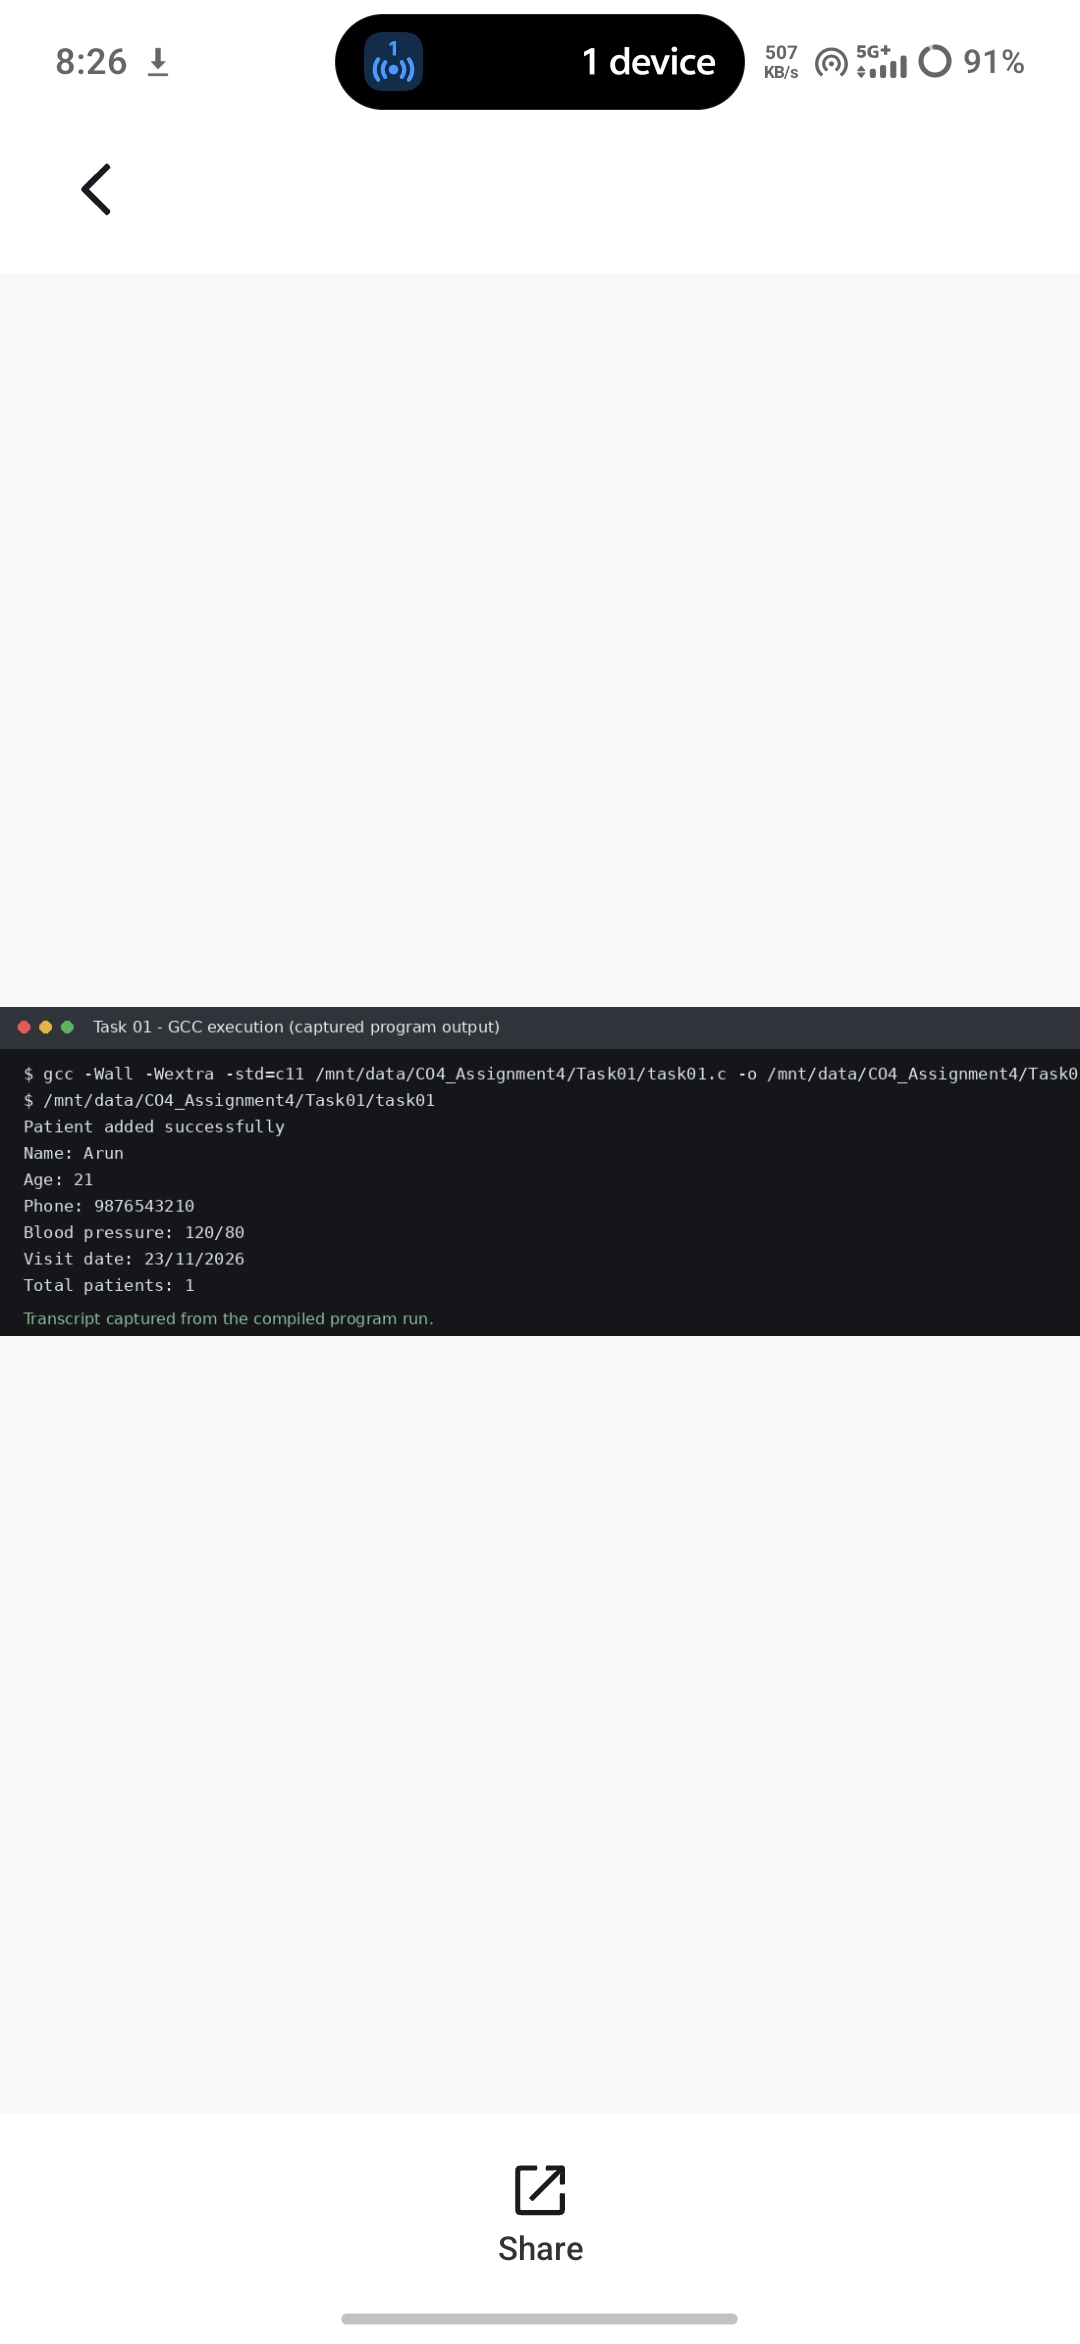 8:26
1
1 device
507
KB/s
5G+
91%
Task 01 - GCC execution (captured program output)
$ gcc -Wall -Wextra -std=c11 /mnt/data/CO4_Assignment4/Task01/task01.c -o /mnt/data/CO4_Assignment4/Task0
$ /mnt/data/CO4_Assignment4/Task01/task01
Patient added successfully
Name: Arun
Age: 21
Phone: 9876543210
Blood pressure: 120/80
Visit date: 23/11/2026
Total patients: 1
Transcript captured from the compiled program run.
Share